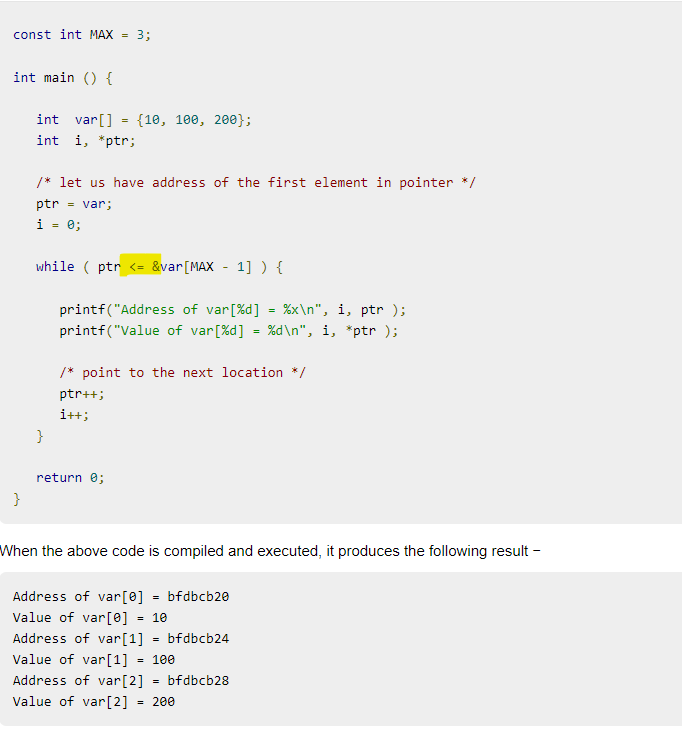 const int MAX = 3;
int main () {
int  var[] = {10, 100, 200};
int  i, *ptr;
/* let us have address of the first element in pointer */
ptr = var;
i = 0;
while ( ptr <= &var[MAX - 1] ) {
printf("Address of var[%d] = %x\n", i, ptr );
printf("Value of var[%d] = %d\n", i, *ptr );
/* point to the next location */
ptr++;
i++;
}
return 0;
}
When the above code is compiled and executed, it produces the following result −
Address of var[0] = bfdbcb20
Value of var[0] = 10
Address of var[1] = bfdbcb24
Value of var[1] = 100
Address of var[2] = bfdbcb28
Value of var[2] = 200